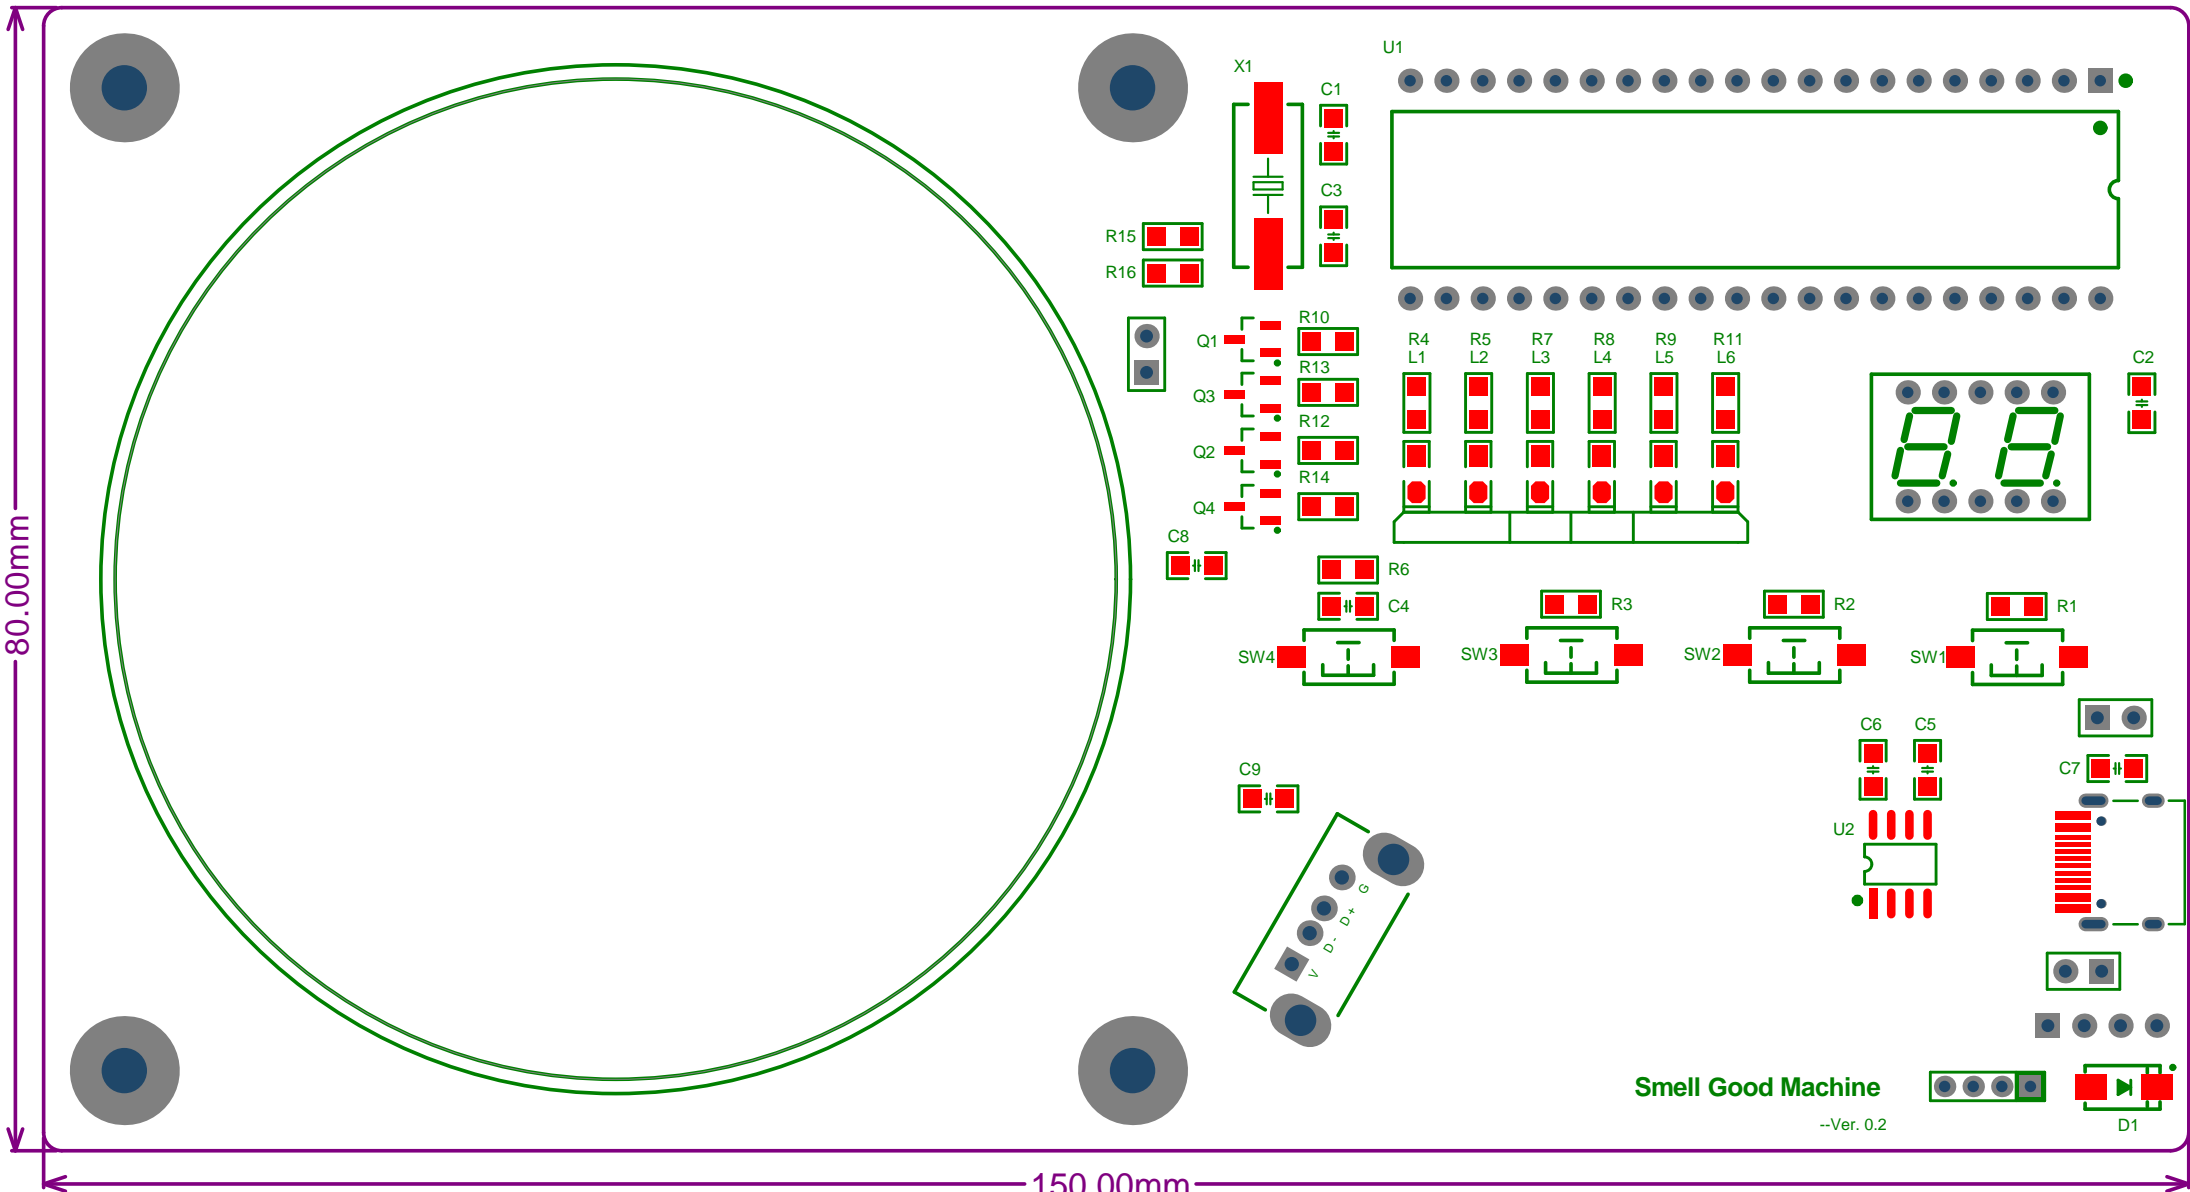 U1
X1
C1
C3
R15
R16
R10
Q1
R13
Q3
R12
Q2
R14
Q4
R4 R5 R7 R8 R9 R11
L1 L2 L3 L4 L5 L6
C2
C8
R6
C4
R3
R2
R1
SW4
SW3
SW2
SW1
80.00mm
C6
C5
C7
C9
U2
G
D+
D-
V
Smell Good Machine
--Ver. 0.2
D1
150.00mm